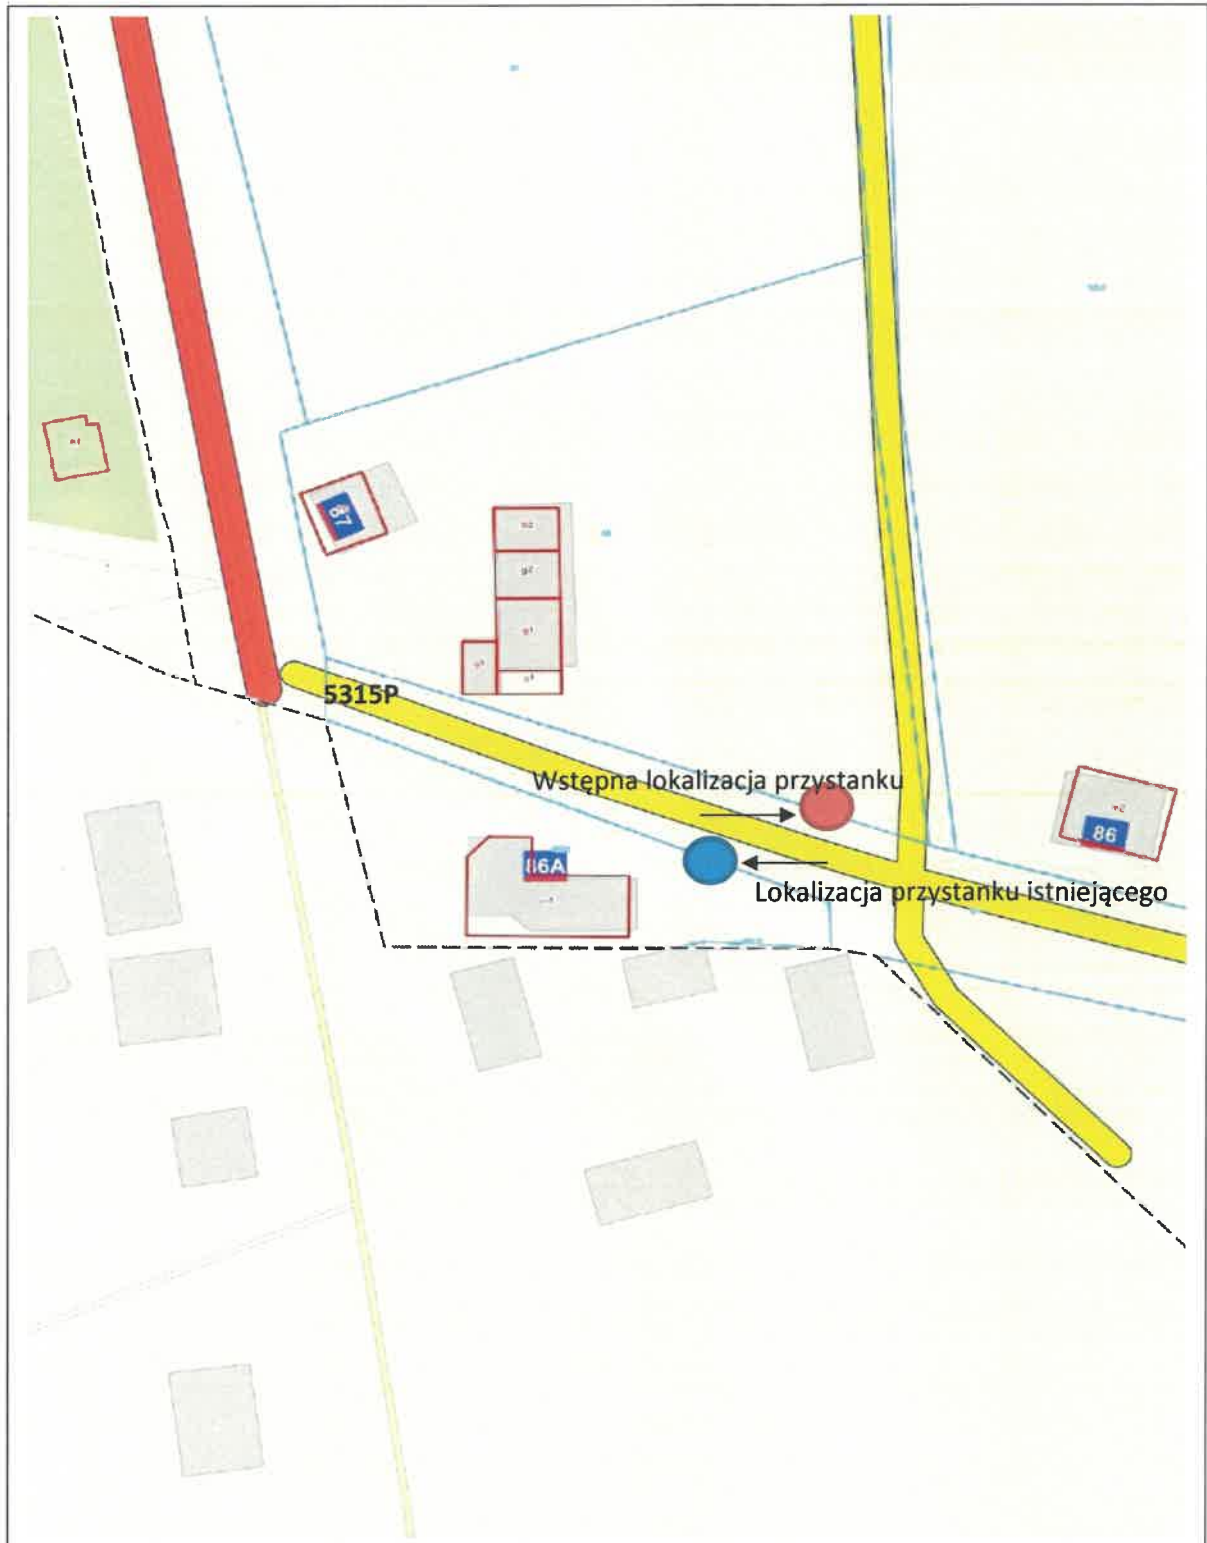 87
5315P
Wstępna lokalizacja przystanku
86
86A
Lokalizacja przystanku istniejącego